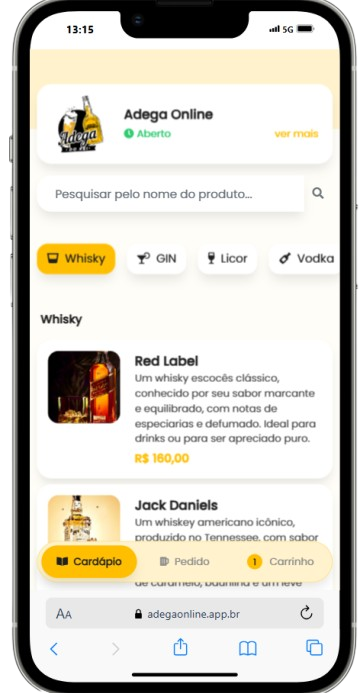 13:15
5G
Adega
Adega Online
Aberto
ver mais
Pesquisar pelo nome do produto...
Whisky
GIN
Licor
Vodka
Whisky
Red Label
Um whisky escocês clássico,
conhecido por seu sabor marcante
e equilibrado, com notas de
especiarias e defumado. Ideal para
drinks ou para ser apreciado puro.
R$ 160,00
Jack Daniels
Um whiskey americano icônico,
produzido no Tennessee, com sabor
Cardápio
Pedido
1
Carrinho
de caramelo, baunilha e um leve
AA
adegaonline.app.br